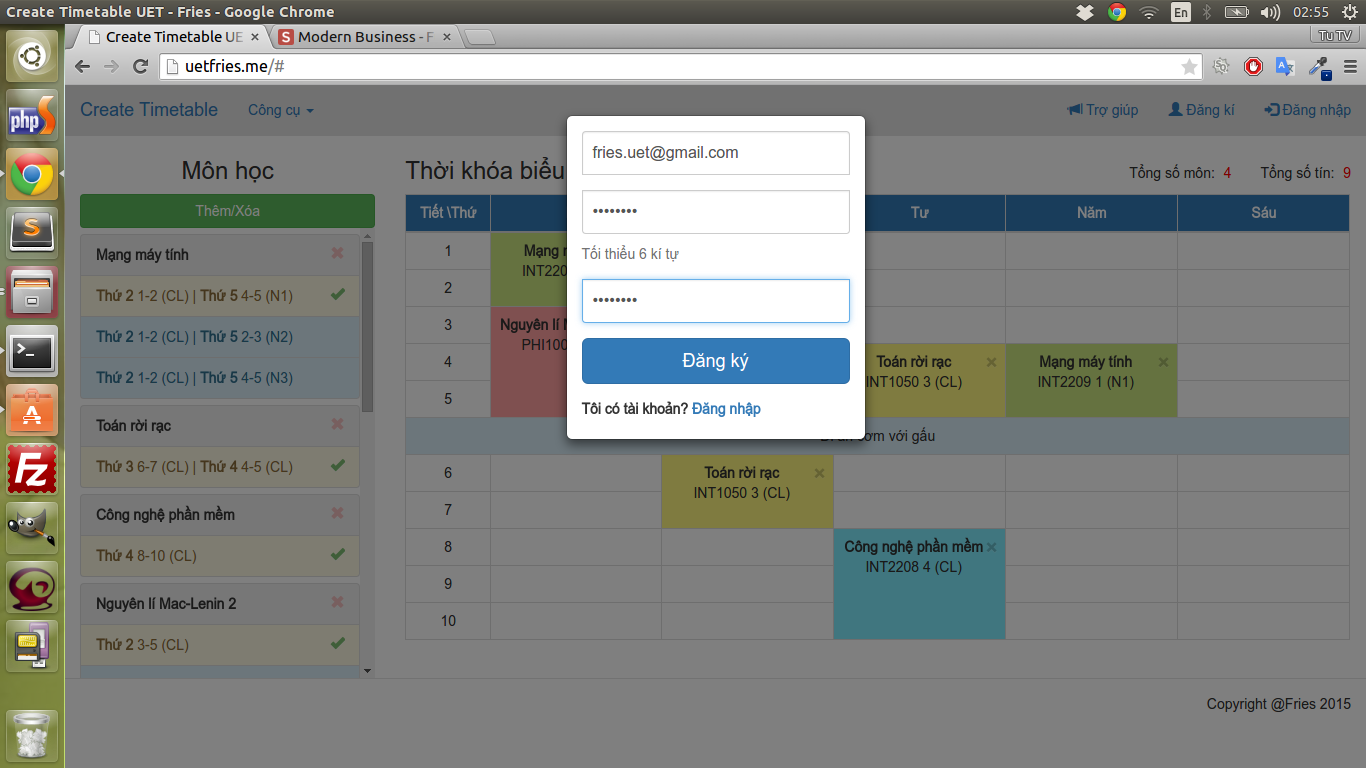 Create Timetable UET - Fries - Google Chrome
En
02:55
Create Timetable UE
Modern Business - F
Tu TV
uetfries.me/#
Create Timetable
Công cụ
Trợ giúp
Đăng kí
Đăng nhập
Môn học
Thêm/Xóa
Mạng máy tính
Thứ 2 1-2 (CL) | Thứ 5 4-5 (N1)
Thứ 2 1-2 (CL) | Thứ 5 2-3 (N2)
Thứ 2 1-2 (CL) | Thứ 5 4-5 (N3)
Toán rời rạc
Thứ 3 6-7 (CL) | Thứ 4 4-5 (CL)
Công nghệ phần mềm
Thứ 4 8-10 (CL)
Nguyên lí Mac-Lenin 2
Thứ 2 3-5 (CL)
Thời khóa biểu
Tổng số môn: 4
Tổng số tín: 9
Tiết \Thứ
Tư
Năm
Sáu
1
Mạng
INT220
2
3
Nguyên lí
PHI100
4
Toán rời rạc
INT1050 3 (CL)
Mạng máy tính
INT2209 1 (N1)
5
cơm với gấu
6
Toán rời rạc
INT1050 3 (CL)
7
8
Công nghệ phần mềm
INT2208 4 (CL)
9
10
fries.uet@gmail.com
••••••••
Tối thiểu 6 kí tự
••••••••
Đăng ký
Tôi có tài khoản? Đăng nhập
Copyright @Fries 2015
php
S
S
>_
A
Fz